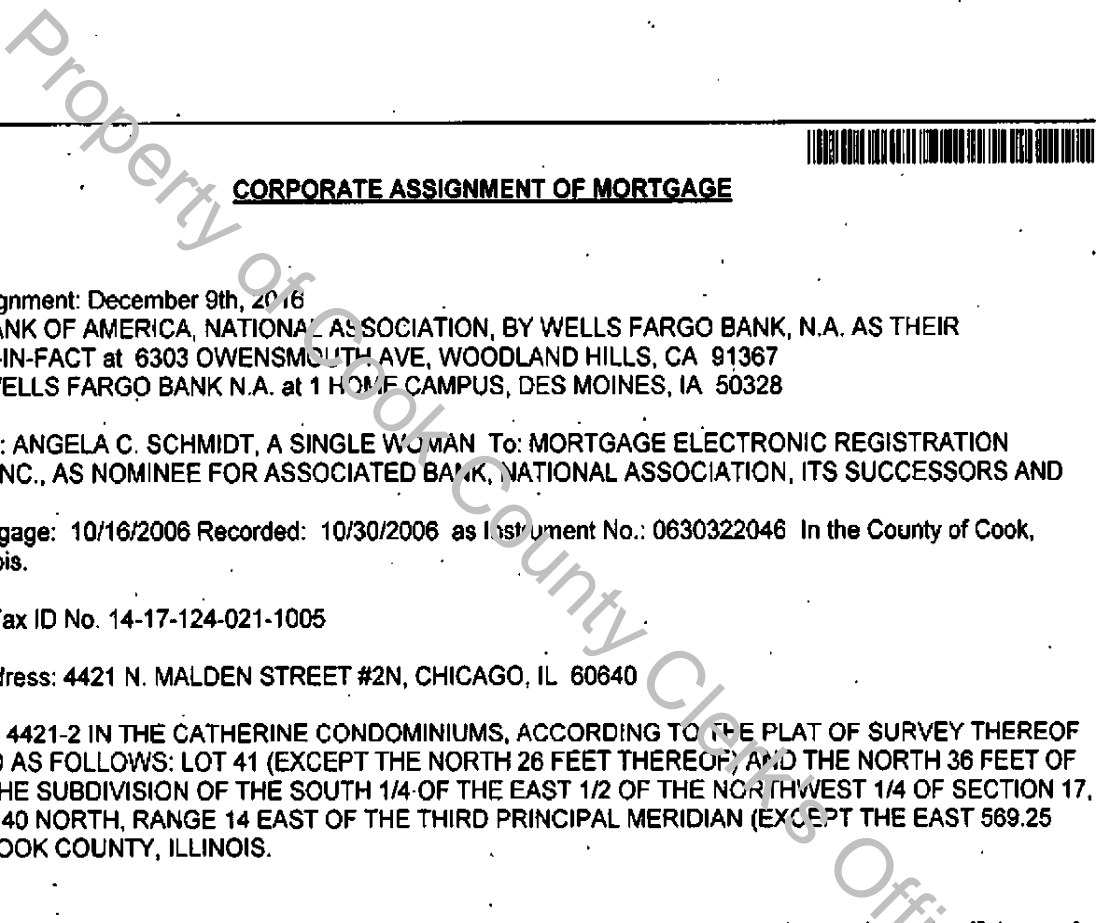 Property of Cook County Clerk's Offi
CORPORATE ASSIGNMENT OF MORTGAGE
gnment: December 9th, 2016
ANK OF AMERICA, NATIONAL ASSOCIATION, BY WELLS FARGO BANK, N.A. AS THEIR
-IN-FACT at 6303 OWENSMOUTH AVE, WOODLAND HILLS, CA 91367
VELLS FARGO BANK N.A. at 1 HOME CAMPUS, DES MOINES, IA 50328
: ANGELA C. SCHMIDT, A SINGLE WOMAN To: MORTGAGE ELECTRONIC REGISTRATION
NC., AS NOMINEE FOR ASSOCIATED BANK, NATIONAL ASSOCIATION, ITS SUCCESSORS AND
gage: 10/16/2006 Recorded: 10/30/2006 as Instrument No.: 0630322046 In the County of Cook,
ois.
Tax ID No. 14-17-124-021-1005
dress: 4421 N. MALDEN STREET #2N, CHICAGO, IL 60640
4421-2 IN THE CATHERINE CONDOMINIUMS, ACCORDING TO THE PLAT OF SURVEY THEREOF
D AS FOLLOWS: LOT 41 (EXCEPT THE NORTH 26 FEET THEREOF) AND THE NORTH 36 FEET OF
HE SUBDIVISION OF THE SOUTH 1/4 OF THE EAST 1/2 OF THE NORTHWEST 1/4 OF SECTION 17,
40 NORTH, RANGE 14 EAST OF THE THIRD PRINCIPAL MERIDIAN (EXCEPT THE EAST 569.25
OOK COUNTY, ILLINOIS.